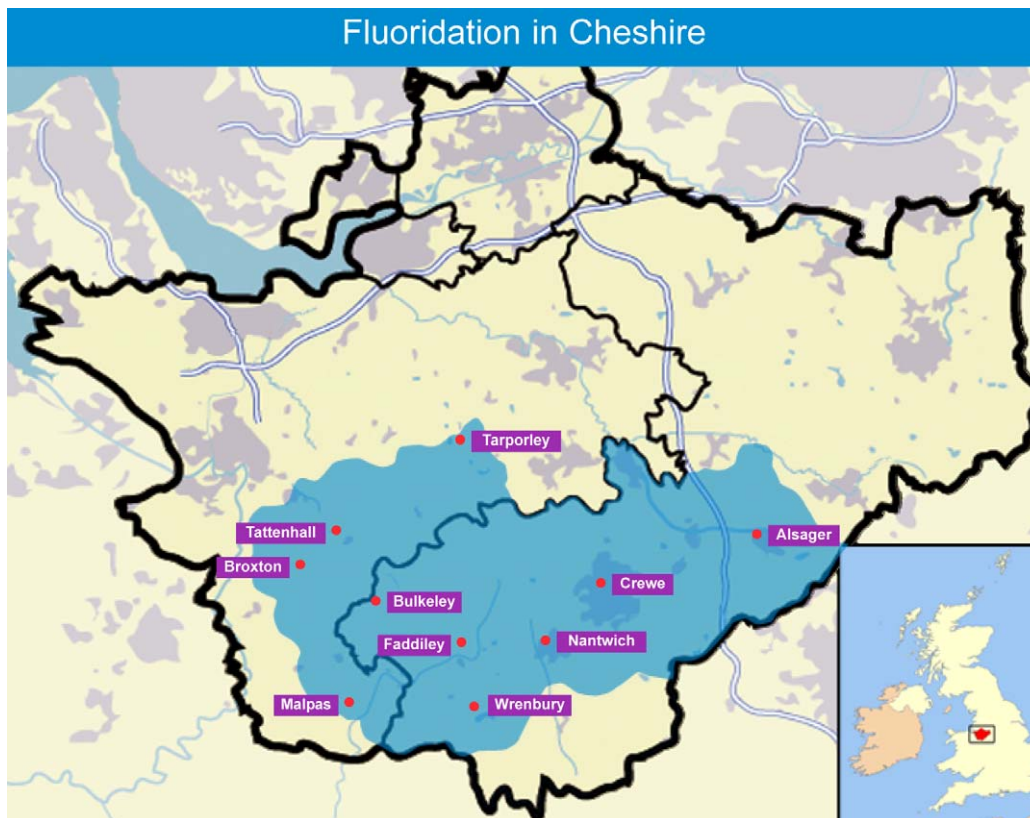 Fluoridation in Cheshire
Tarporley
Tattenhall
Alsager
Broxton
Crewe
Bulkeley
Faddiley
Nantwich
Malpas
Wrenbury